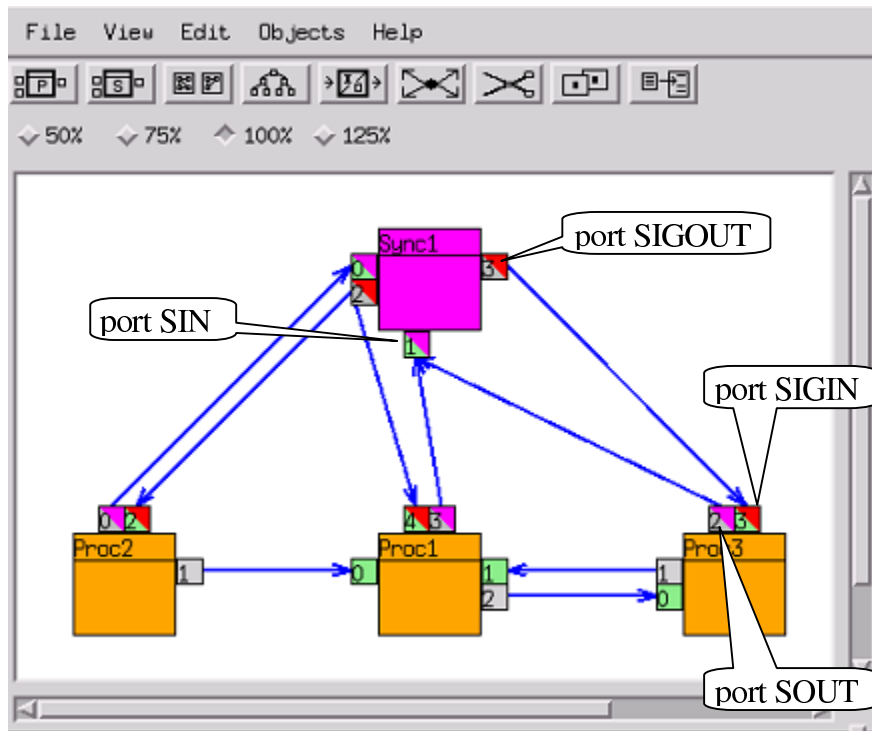 File View Edit Objects Help
P S I/O
50% 75% 100% 125%
Sync1
port SIGOUT
0 3
2
port SIN
1
port SIGIN
0 2 4 3 2 3
Proc2 Proc1 Proc3
1 0 1 1
2 0
port SOUT